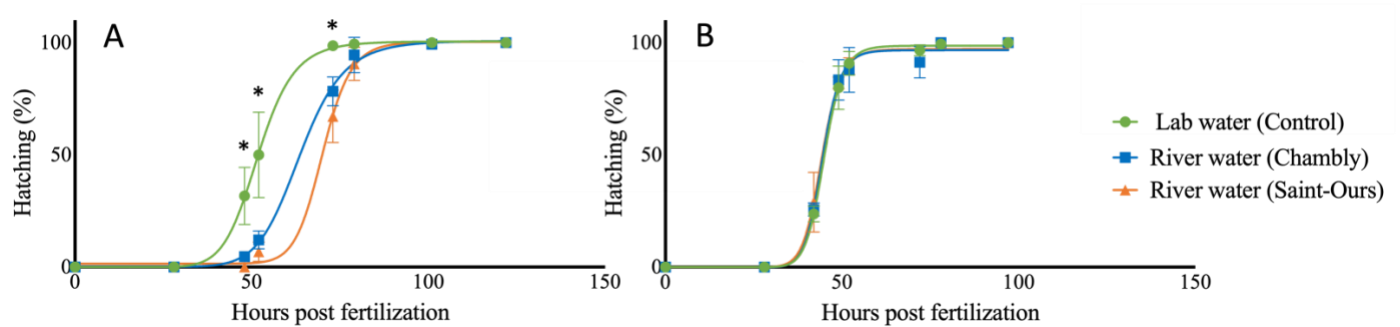 A
Hatching (%)
100
50
0
* * *
0 50 100 150
Hours post fertilization
B
Hatching (%)
100
50
0
0 50 100 150
Hours post fertilization
Lab water (Control)
River water (Chambly)
River water (Saint-Ours)